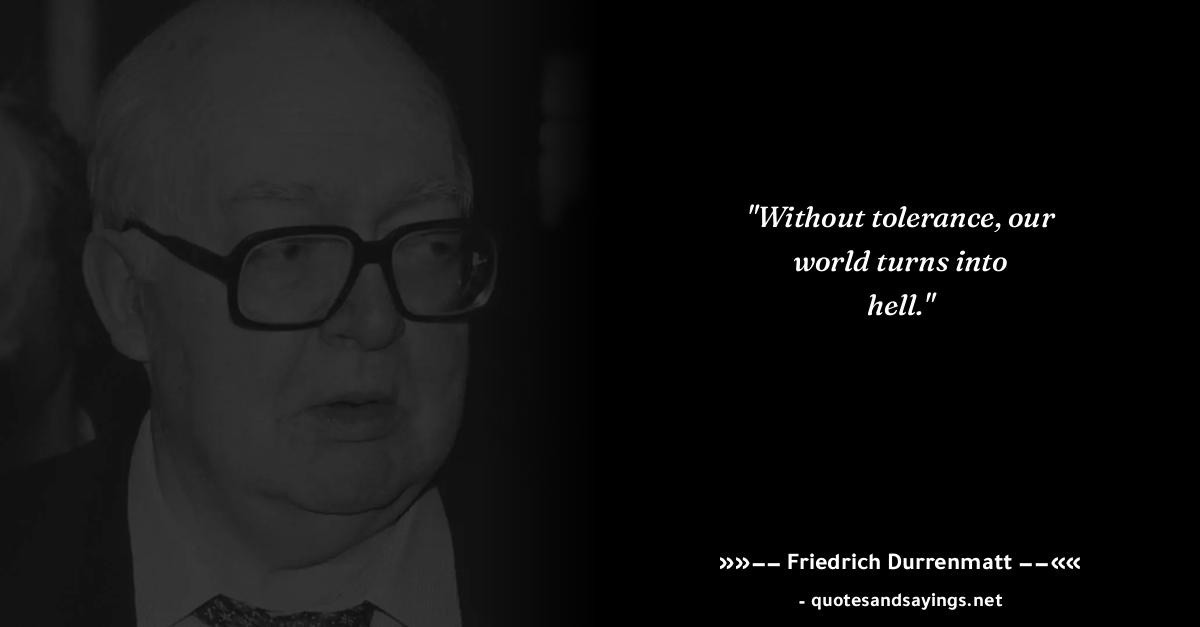 "Without tolerance, our
world turns into
hell."
»»−− Friedrich Durrenmatt −−««
- quotesandsayings.net